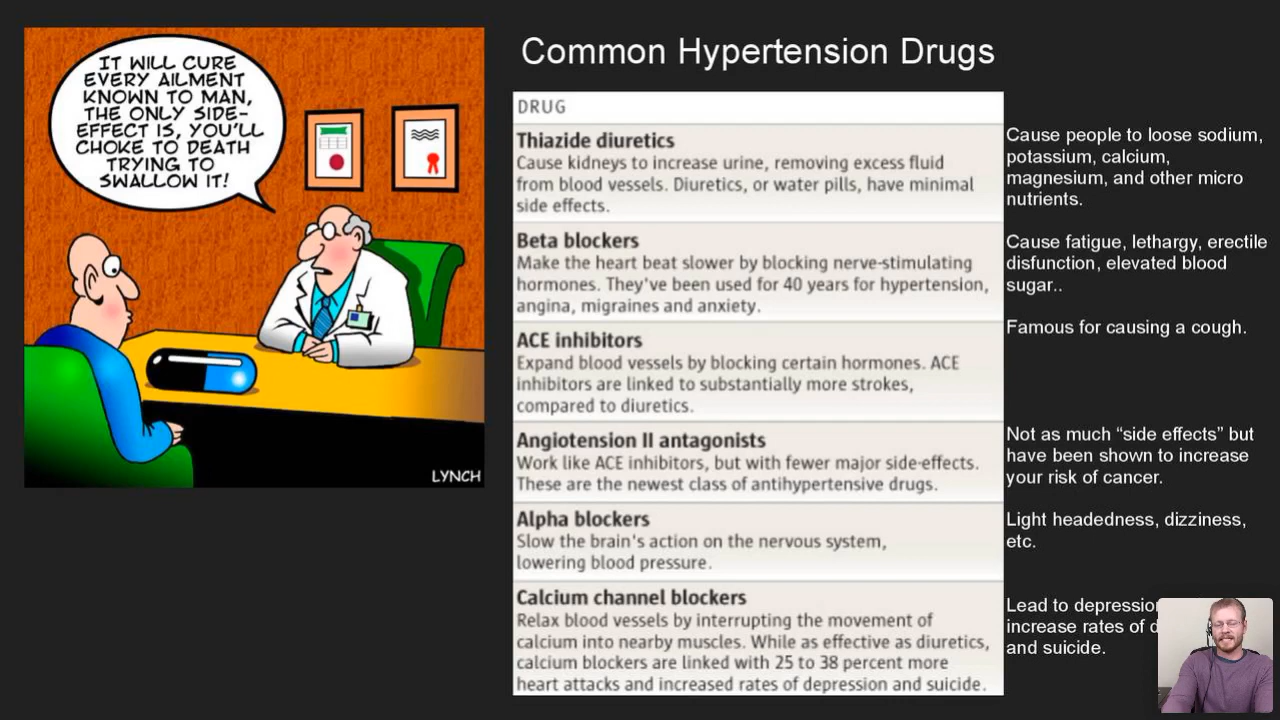 IT WILL CURE
EVERY AILMENT
KNOWN TO MAN,
THE ONLY SIDE-
EFFECT IS, YOU'LL
CHOKE TO DEATH
TRYING TO
SWALLOW IT!
LYNCH
Common Hypertension Drugs
DRUG
Thiazide diuretics
Cause kidneys to increase urine, removing excess fluid
from blood vessels. Diuretics, or water pills, have minimal
side effects.
Beta blockers
Make the heart beat slower by blocking nerve-stimulating
hormones. They've been used for 40 years for hypertension,
angina, migraines and anxiety.
ACE inhibitors
Expand blood vessels by blocking certain hormones. ACE
inhibitors are linked to substantially more strokes,
compared to diuretics.
Angiotension II antagonists
Work like ACE inhibitors, but with fewer major side-effects.
These are the newest class of antihypertensive drugs.
Alpha blockers
Slow the brain's action on the nervous system,
lowering blood pressure.
Calcium channel blockers
Relax blood vessels by interrupting the movement of
calcium into nearby muscles. While as effective as diuretics,
calcium blockers are linked with 25 to 38 percent more
heart attacks and increased rates of depression and suicide.
Cause people to loose sodium,
potassium, calcium,
magnesium, and other micro
nutrients.
Cause fatigue, lethargy, erectile
disfunction, elevated blood
sugar..
Famous for causing a cough.
Not as much “side effects” but
have been shown to increase
your risk of cancer.
Light headedness, dizziness,
etc.
Lead to depression
increase rates of
and suicide.